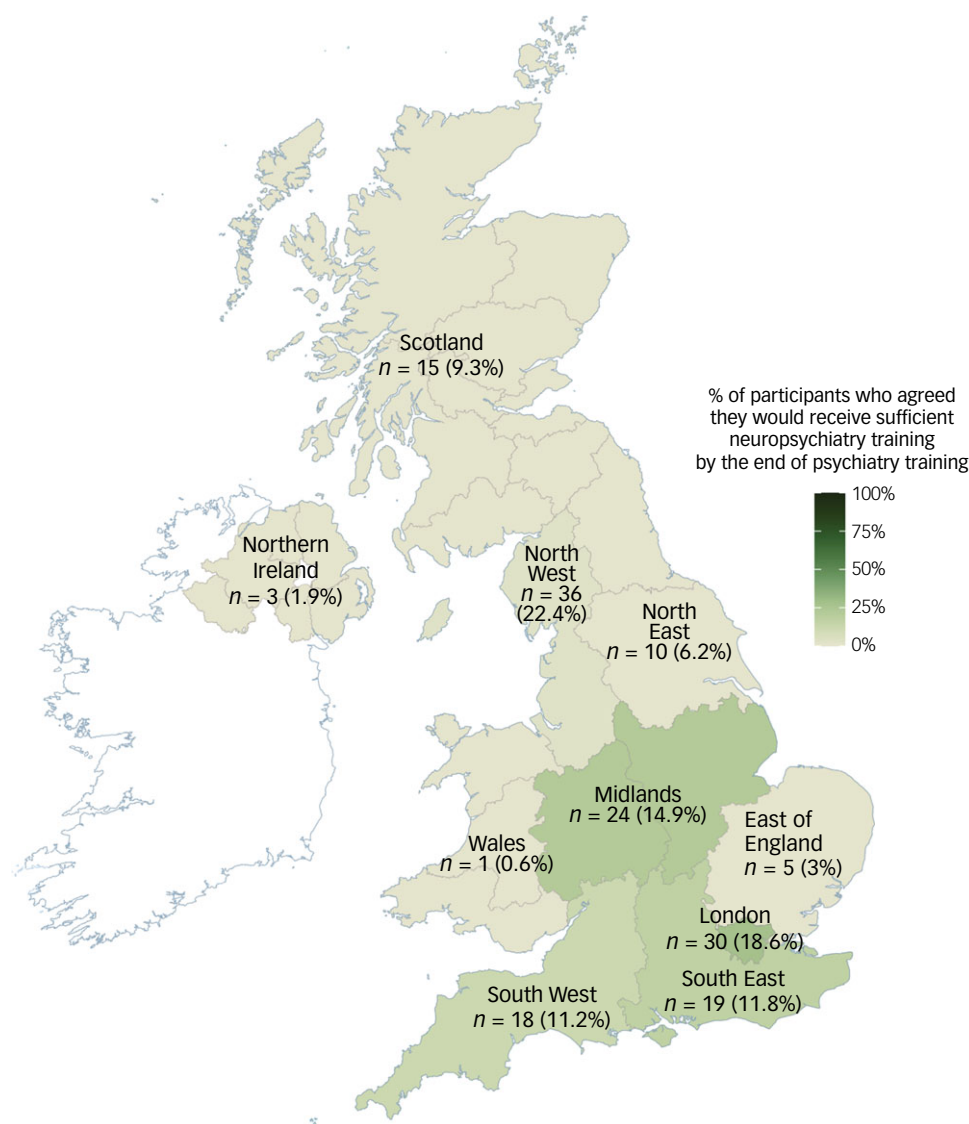 Scotland
n = 15 (9.3%)
% of participants who agreed
they would receive sufficient
neuropsychiatry training
by the end of psychiatry training
100%
75%
50%
25%
0%
Northern
Ireland
n = 3 (1.9%)
North
West
n = 36
(22.4%)
North
East
n = 10 (6.2%)
Midlands
n = 24 (14.9%)
East of
England
n = 5 (3%)
Wales
n = 1 (0.6%)
London
n = 30 (18.6%)
South East
n = 19 (11.8%)
South West
n = 18 (11.2%)